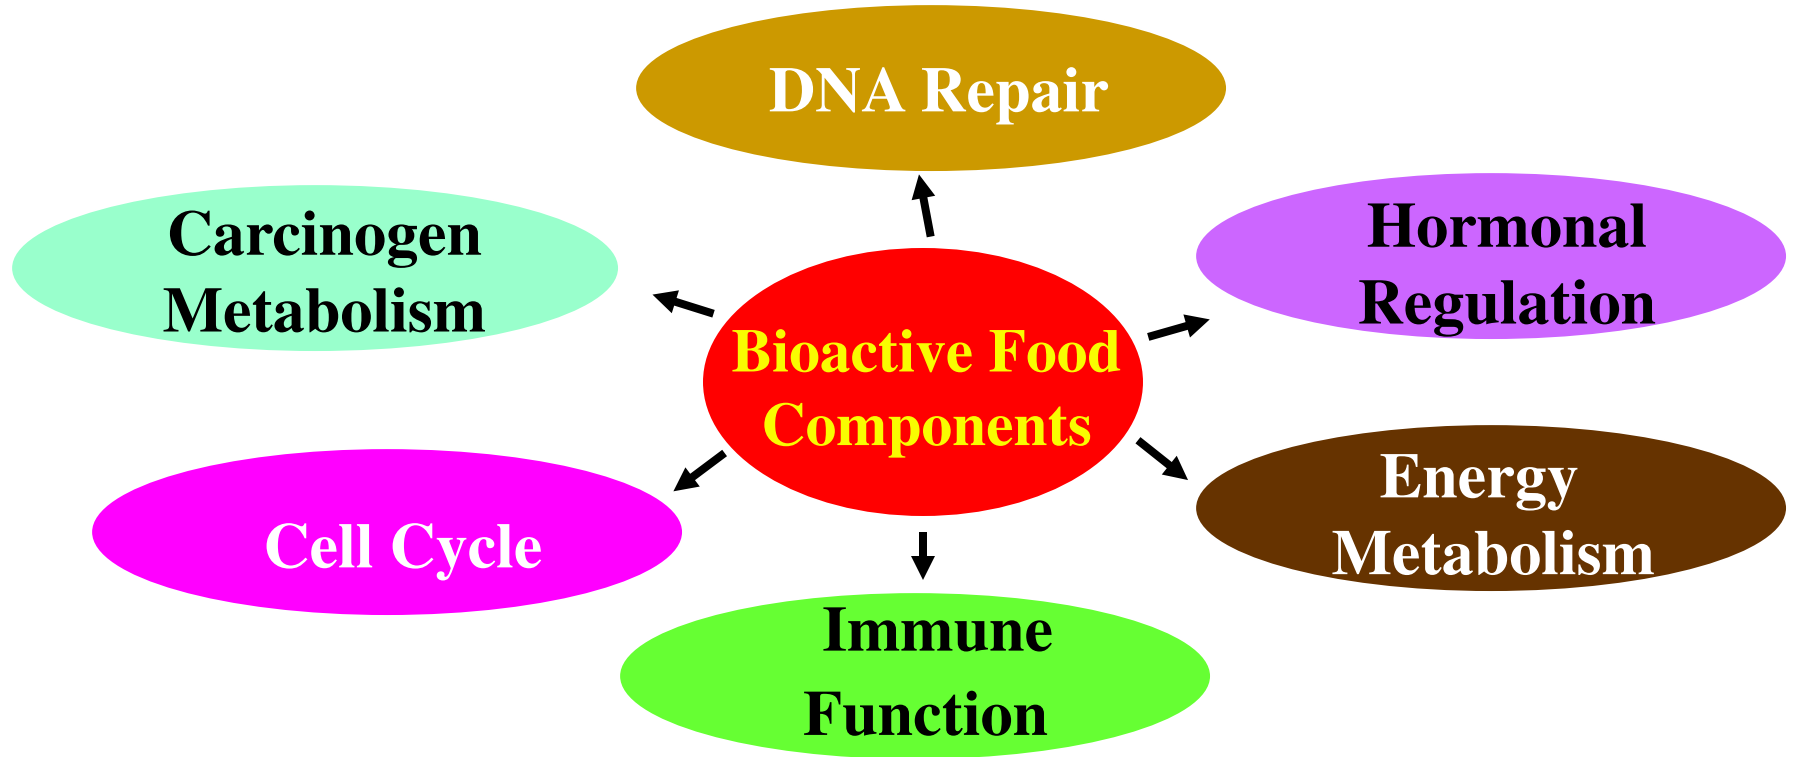 DNA Repair
Carcinogen
Metabolism
Hormonal
Regulation
Bioactive Food
Components
Cell Cycle
Energy
Metabolism
Immune
Function